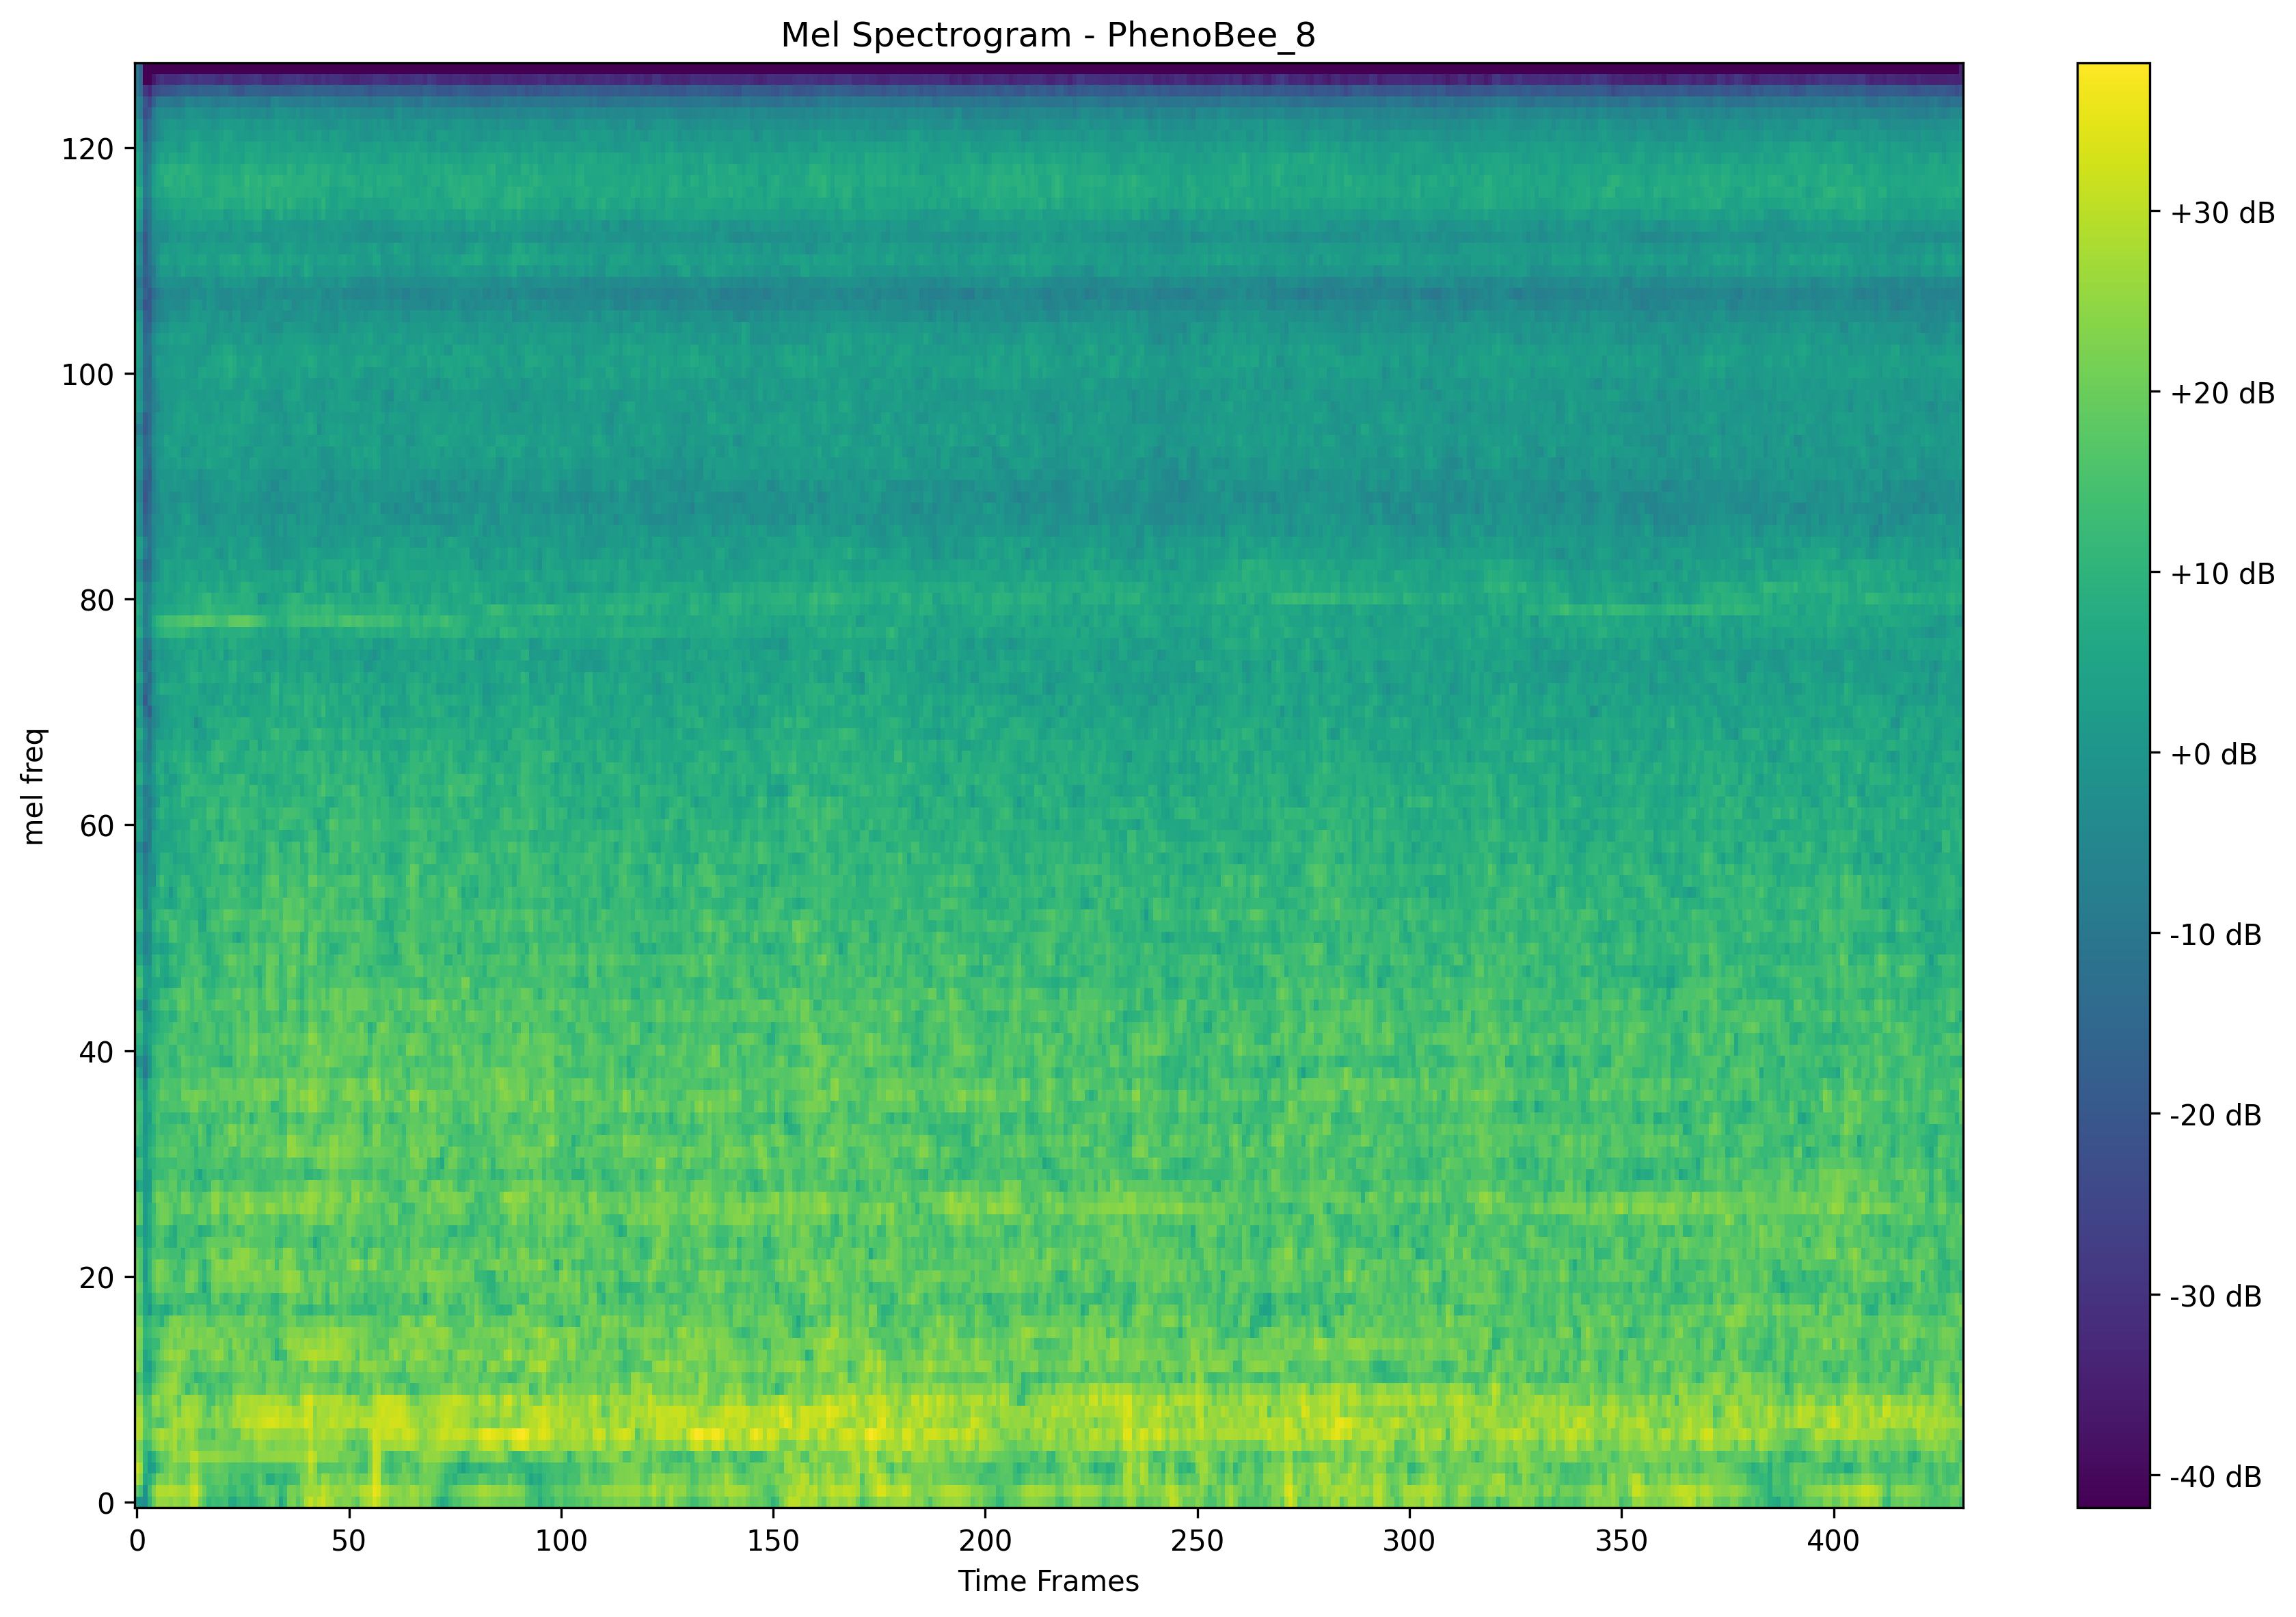 Mel Spectrogram - PhenoBee_8
mel freq
120
100
80
60
40
20
0
0 50 100 150 200 250 300 350 400
Time Frames
+30 dB
+20 dB
+10 dB
+0 dB
-10 dB
-20 dB
-30 dB
-40 dB